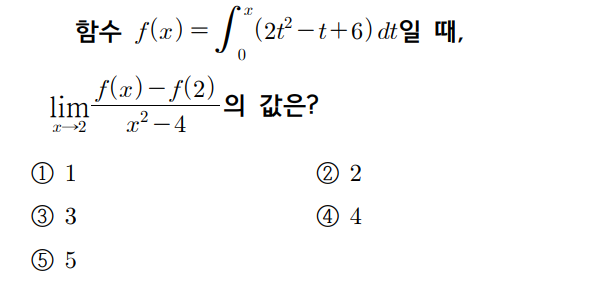 함수 f(x) = ∫₀ˣ (2t² − t + 6) dt일 때,
lim_{x→2} \frac{f(x) − f(2)}{x² − 4} 의 값은?
① 1 ② 2
③ 3 ④ 4
⑤ 5